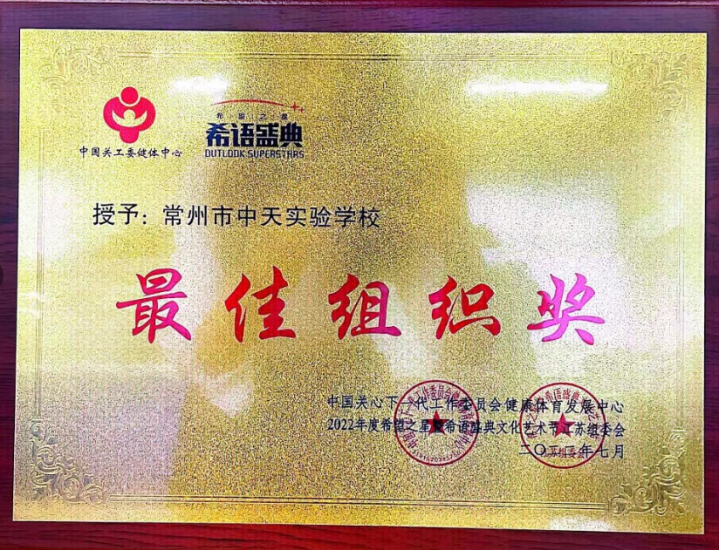 中国关工委健体中心
希望之星
希语盛典
OUTLOOK SUPERSTARS
授予：常州市中天实验学校
最佳组织奖
中国关心下一代工作委员会健康体育发展中心
2022年度希望之星希语盛典文化艺术节江苏组委会
二〇二二年七月